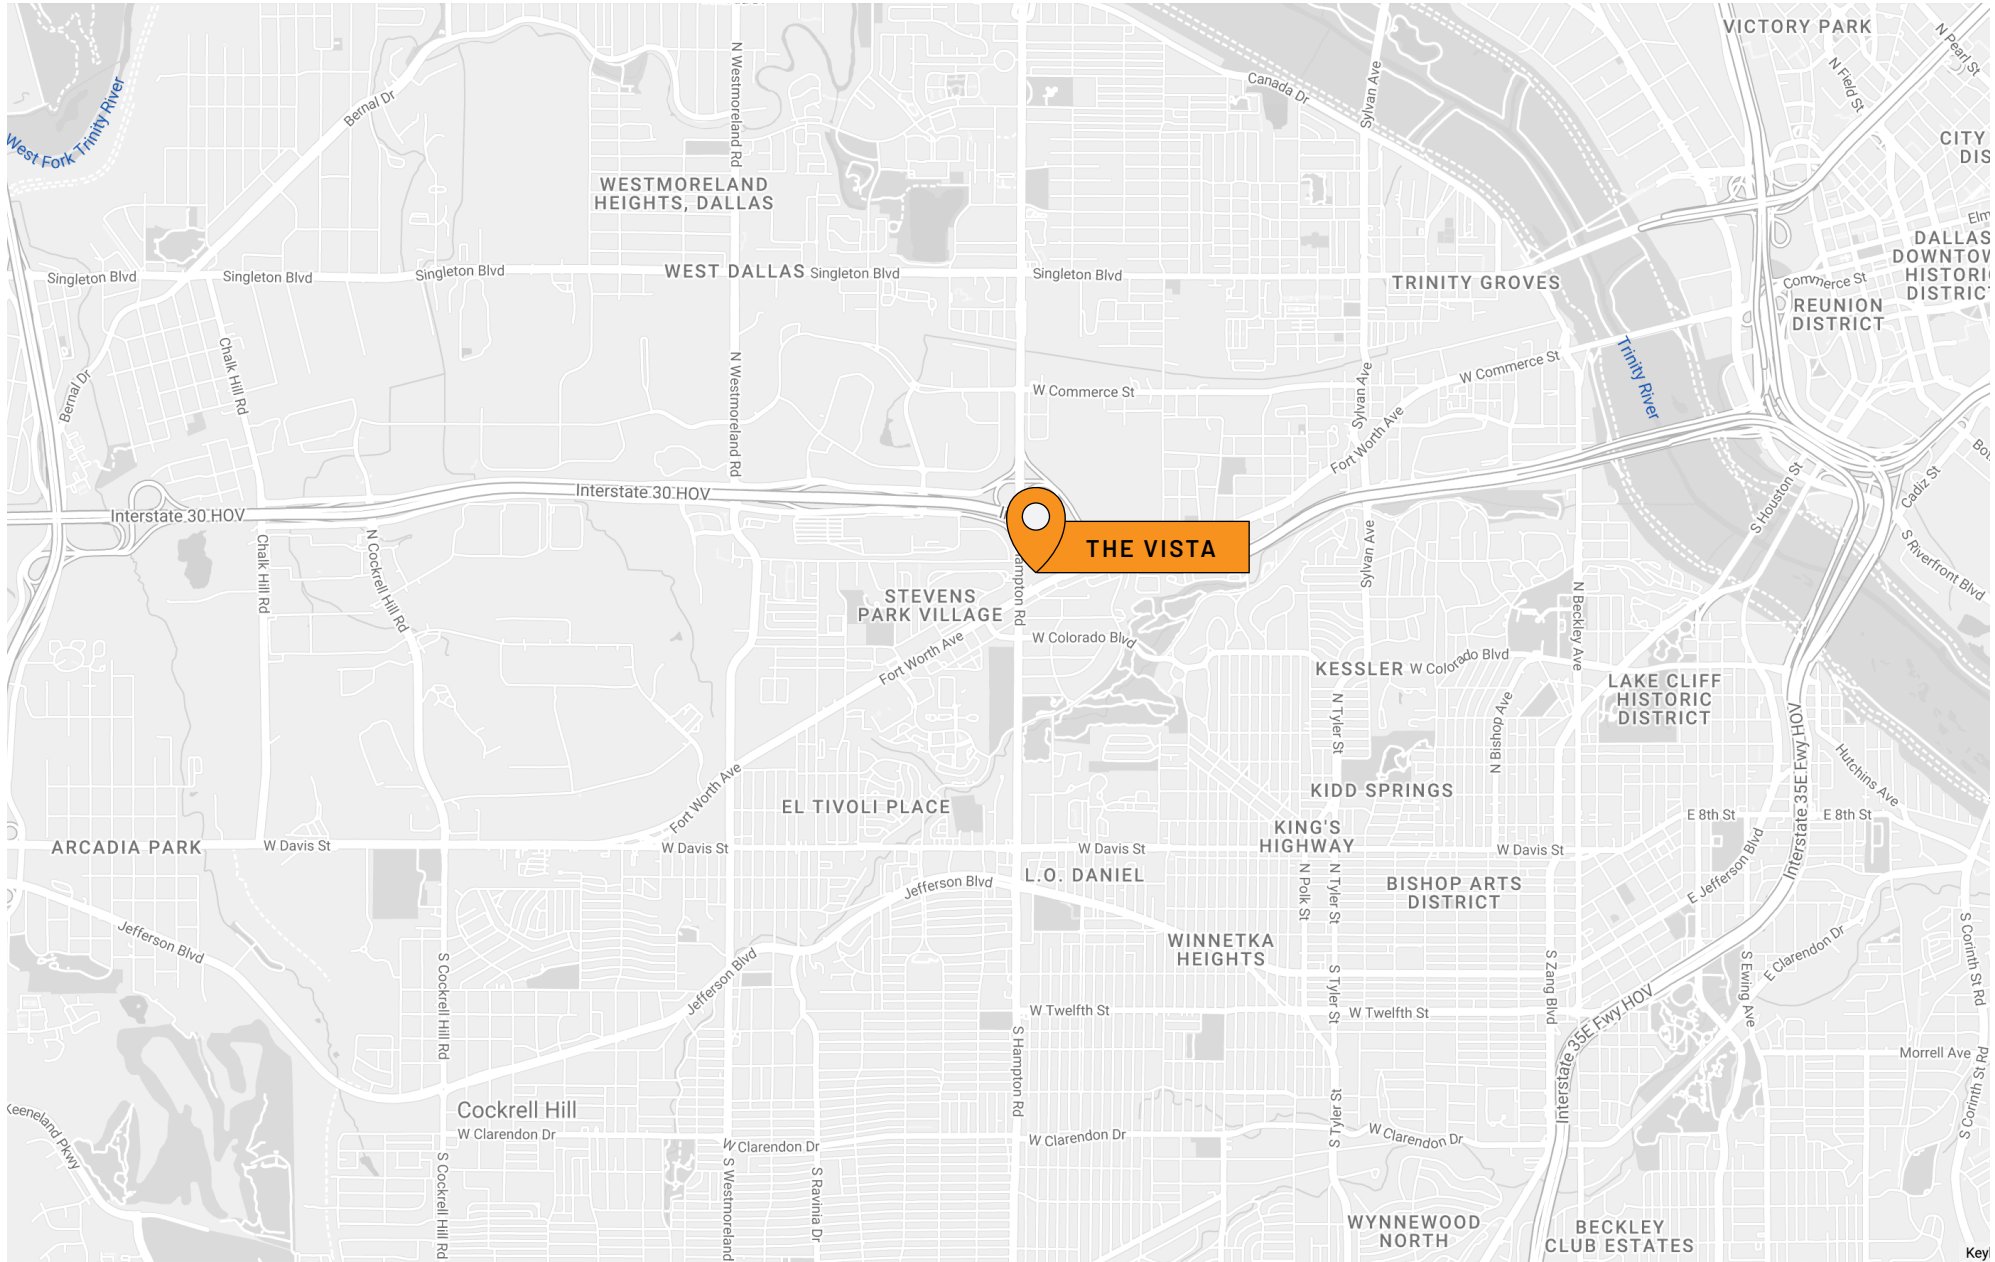 VICTORY PARK
N Pearl St
N Field St
Canada Dr
Sylvan Ave
N Westmoreland Rd
Bernal Dr
West Fork Trinity River
CITY
DIS
WESTMORELAND
HEIGHTS, DALLAS
Elm
DALLAS
DOWNTOW
HISTORIC
DISTRICT
Singleton Blvd
Singleton Blvd
Singleton Blvd
WEST DALLAS
Singleton Blvd
Singleton Blvd
TRINITY GROVES
Commerce St
REUNION
DISTRICT
Chalk Hill Rd
Bernal Dr
N Westmoreland Rd
W Commerce St
Sylvan Ave
W Commerce St
Fort Worth Ave
Trinity River
Interstate 30 HOV
Interstate 30 HOV
S Houston St
Cadiz St
S Riverfront Blvd
THE VISTA
Chalk Hill Rd
N Cockrell Hill Rd
Hampton Rd
Sylvan Ave
N Beckley Ave
STEVENS
PARK VILLAGE
Fort Worth Ave
W Colorado Blvd
KESSLER
W Colorado Blvd
LAKE CLIFF
HISTORIC
DISTRICT
N Tyler St
N Bishop Ave
Interstate 35E Fwy HOV
Hutchins Ave
Fort Worth Ave
EL TIVOLI PLACE
KIDD SPRINGS
KING'S
HIGHWAY
E 8th St
E 8th St
ARCADIA PARK
W Davis St
W Davis St
W Davis St
W Davis St
L.O. DANIEL
Jefferson Blvd
N Polk St
N Tyler St
BISHOP ARTS
DISTRICT
E Jefferson Blvd
Jefferson Blvd
WINNETKA
HEIGHTS
E Clarendon Dr
S Corinth St Rd
S Cockrell Hill Rd
Jefferson Blvd
S Tyler St
S Zang Blvd
S Ewing Ave
W Twelfth St
W Twelfth St
Interstate 35E Fwy HOV
S Hampton Rd
Morrell Ave
Cockrell Hill
W Clarendon Dr
W Clarendon Dr
W Clarendon Dr
W Clarendon Dr
S Tyler St
S Corinth St Rd
Keeneland Pkwy
S Cockrell Hill Rd
S Westmoreland
S Ravinia Dr
WYNNEWOOD
NORTH
BECKLEY
CLUB ESTATES
Keyl